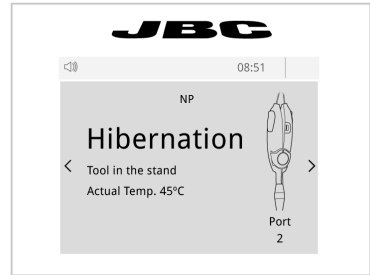 JBC
08:51
NP
Hibernation
Tool in the stand
Actual Temp. 45ºC
Port
2